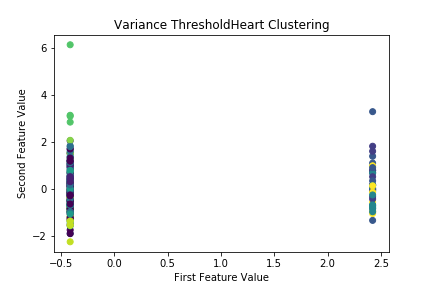 Variance ThresholdHeart Clustering
Second Feature Value
6
4
2
0
−2
−0.5 0.0 0.5 1.0 1.5 2.0 2.5
First Feature Value